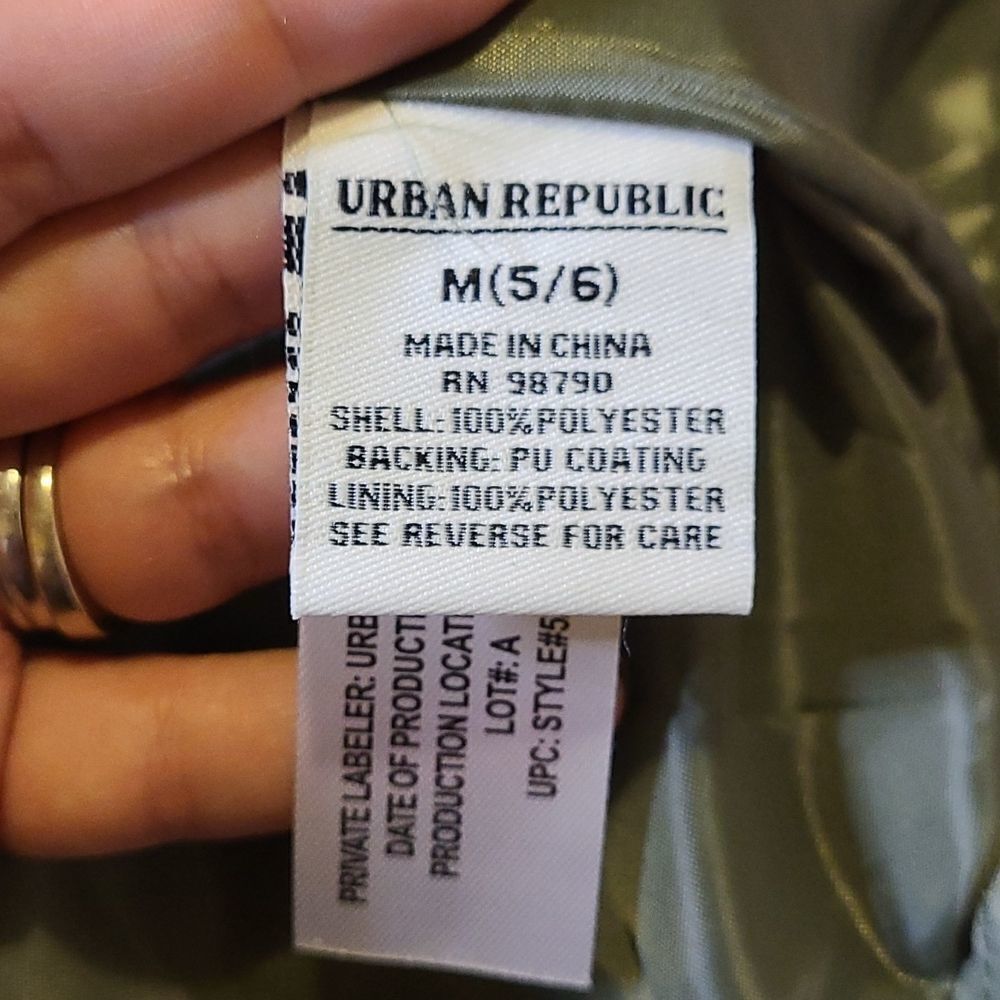 URBAN REPUBLIC
M(5/6)
MADE IN CHINA
RN 98790
SHELL:100%POLYESTER
BACKING: PU COATING
LINING:100%POLYESTER
SEE REVERSE FOR CARE
PRIVATE LABELER: URB
DATE OF PRODUCTI
PRODUCTION LOCATI
LOT#: A
UPC: STYLE#5